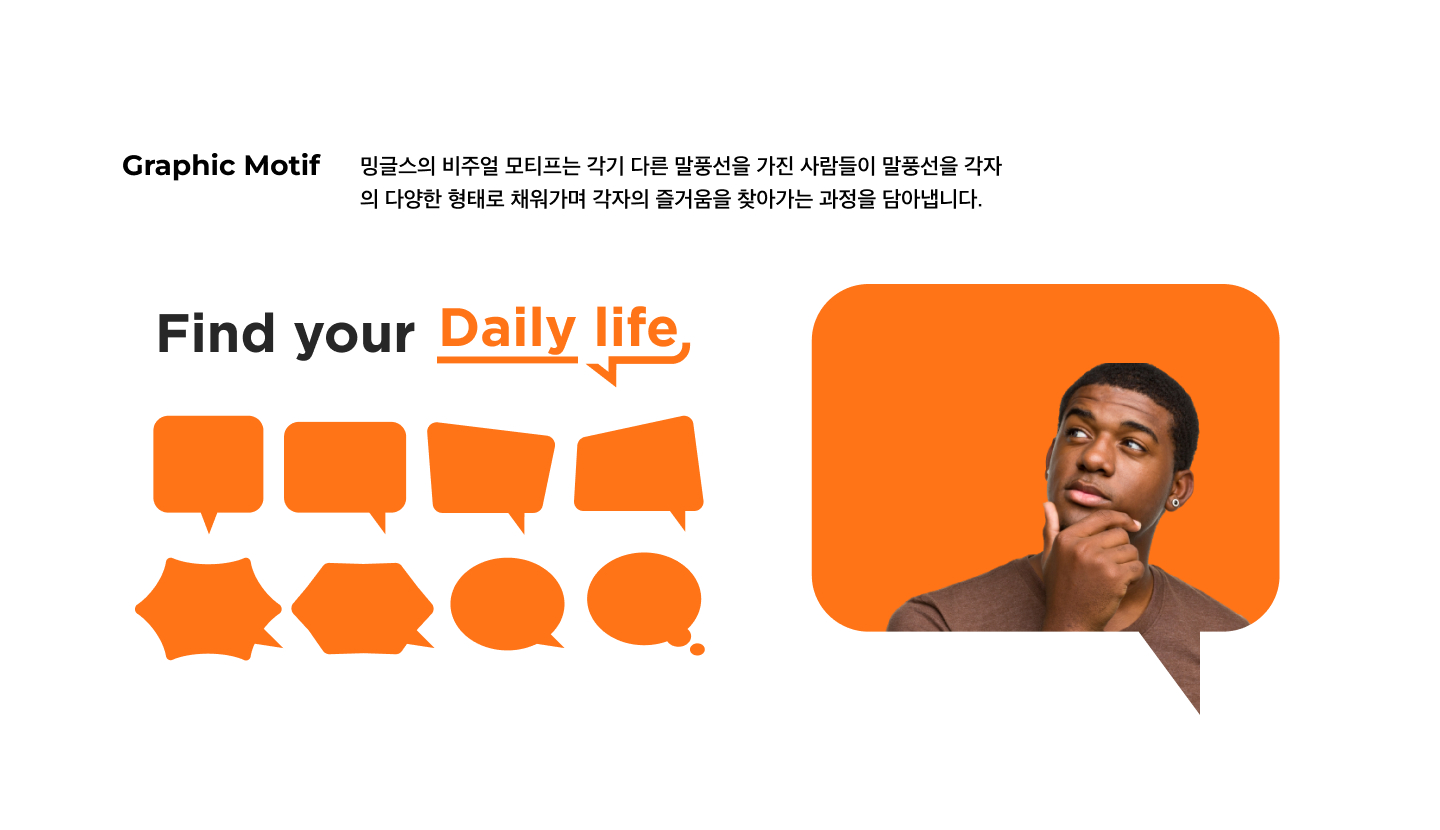 Graphic Motif
밍글스의 비주얼 모티프는 각기 다른 말풍선을 가진 사람들이 말풍선을 각자
의 다양한 형태로 채워가며 각자의 즐거움을 찾아가는 과정을 담아냅니다.
Find your Daily life